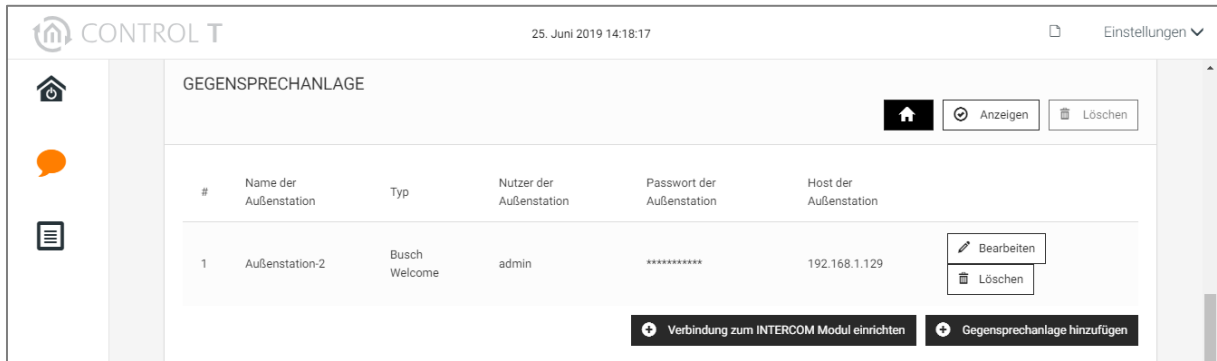 CONTROL T
25. Juni 2019 14:18:17
Einstellungen
GEGENSPRECHANLAGE
Anzeigen
Löschen
#
Name der
Außenstation
Typ
Nutzer der
Außenstation
Passwort der
Außenstation
Host der
Außenstation
1
Außenstation-2
Busch
Welcome
admin
***********
192.168.1.129
Bearbeiten
Löschen
Verbindung zum INTERCOM Modul einrichten
Gegensprechanlage hinzufügen